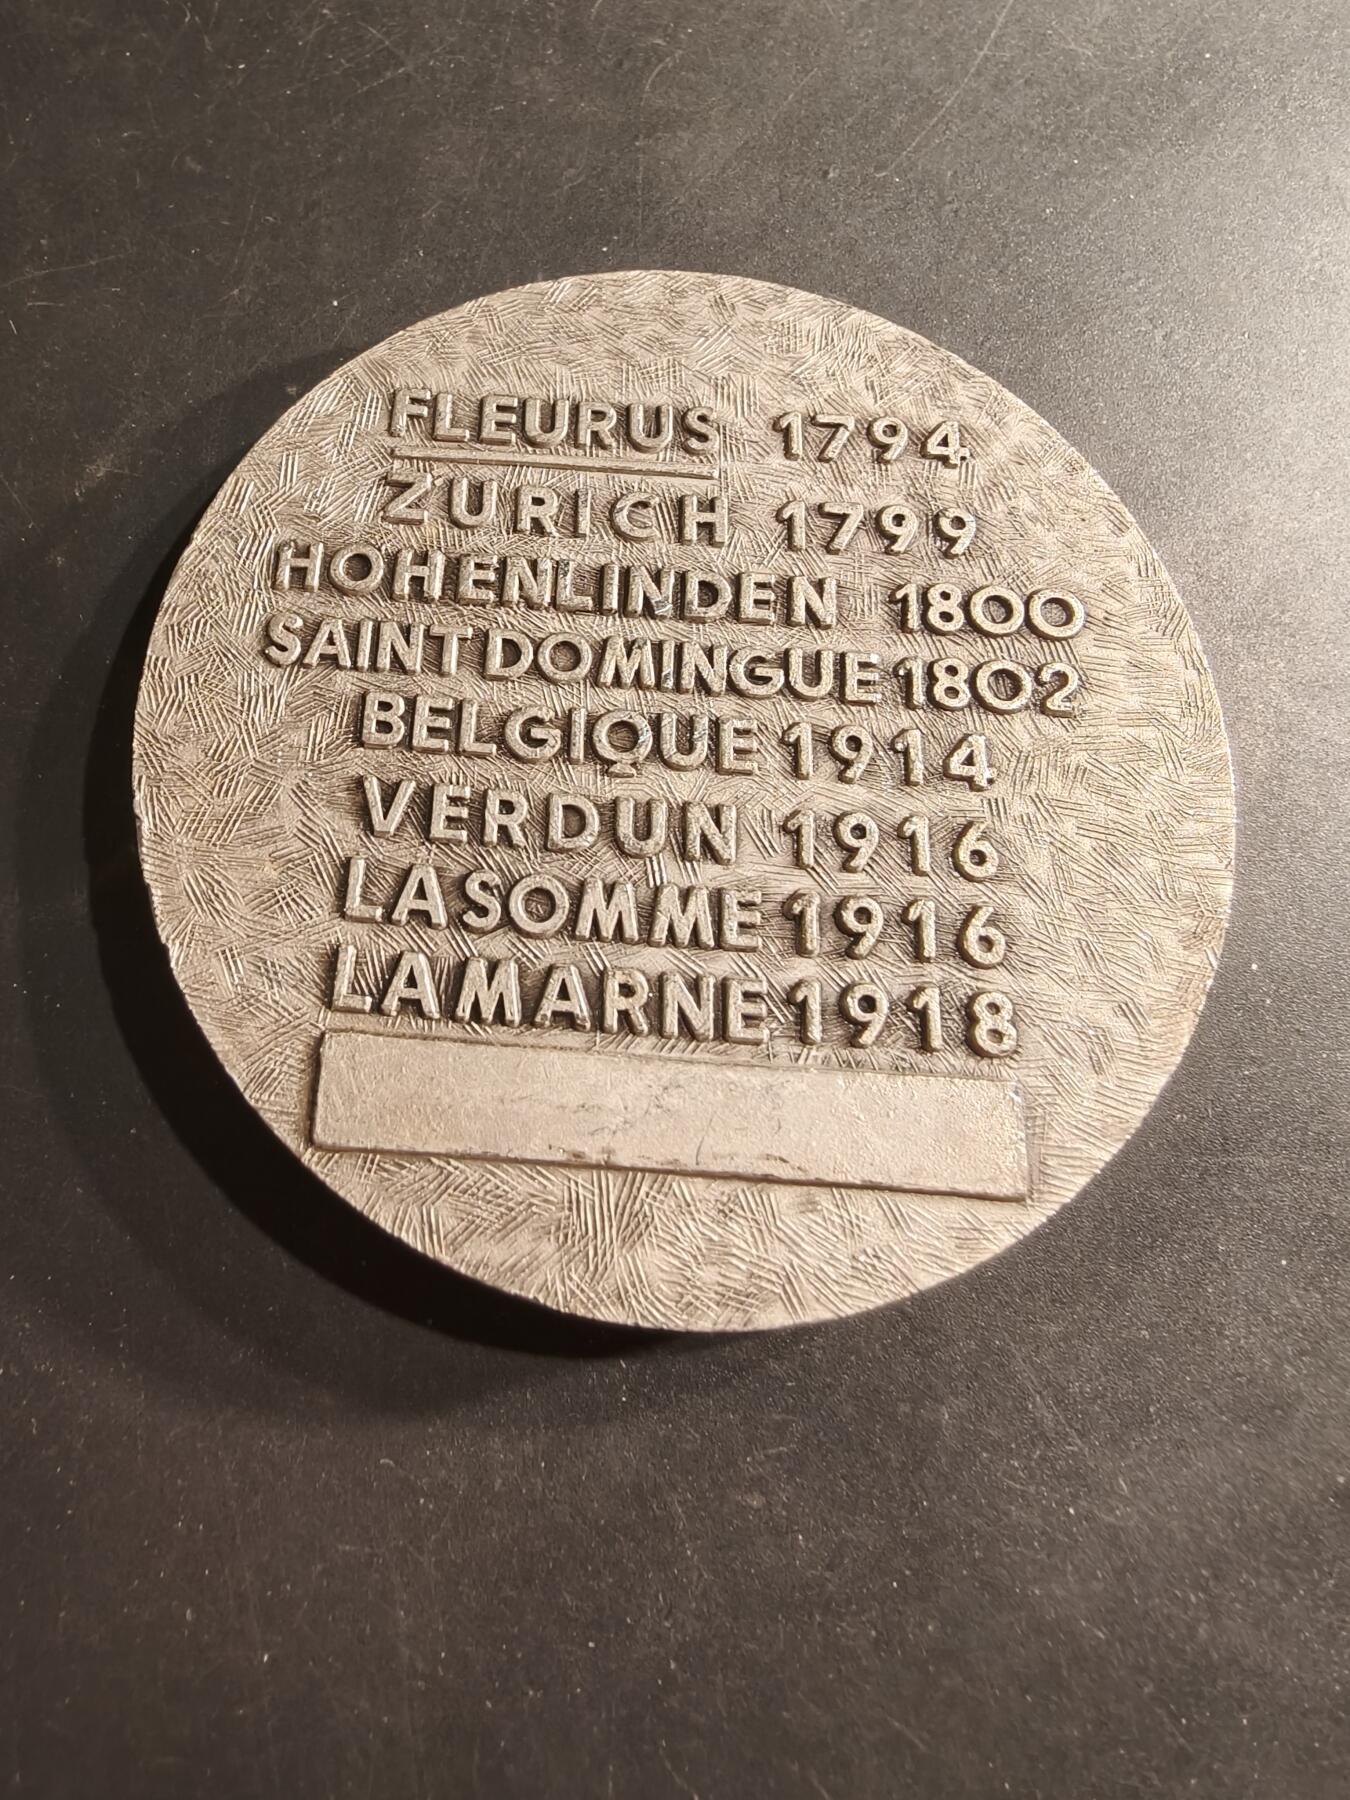 FLEURUS 1794
ZURICH 1799
HOHENLINDEN 1800
SAINT DOMINGUE 1802
BELGIQUE 1914
VERDUN 1916
LA SOMME 1916
LA MARNE 1918